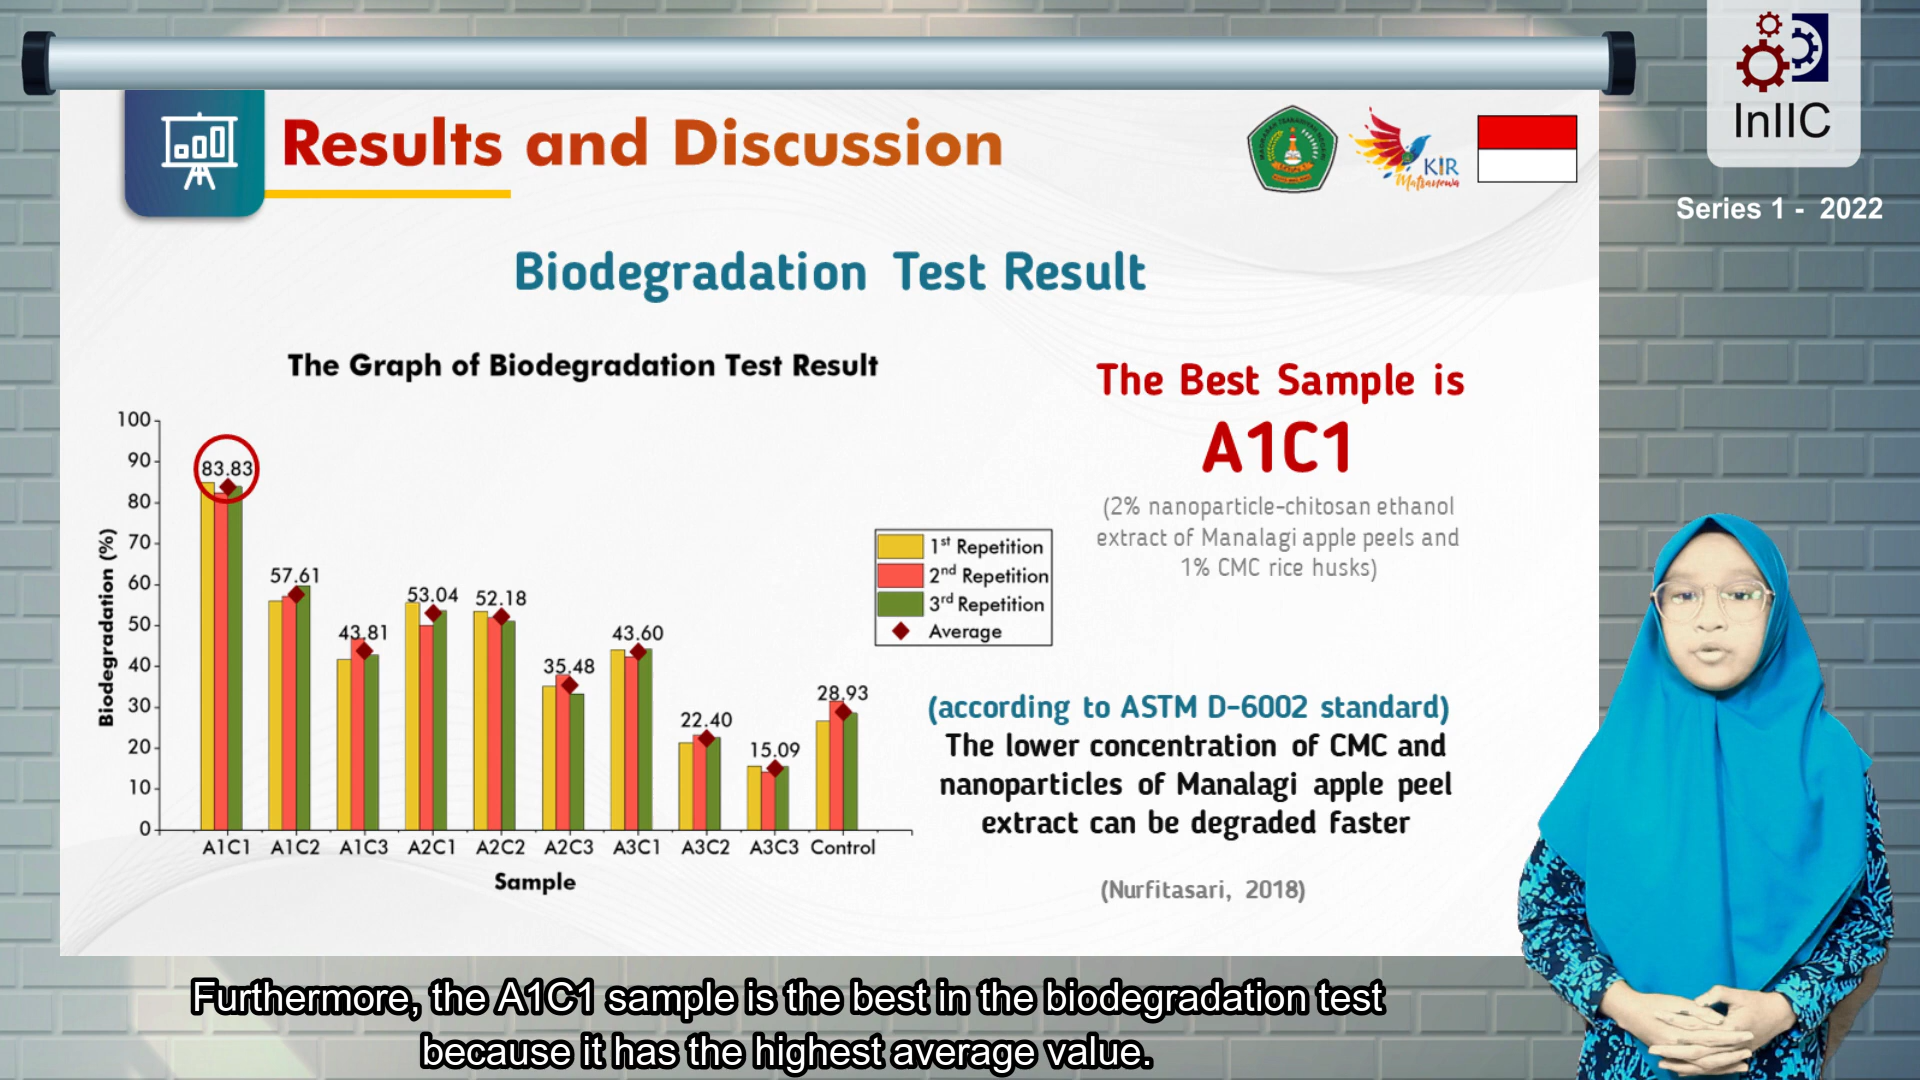 InIIC
Series 1 - 2022
Results and Discussion
KIR
Matsanewa
Biodegradation Test Result
The Graph of Biodegradation Test Result
Biodegradation (%)
100
90
80
70
60
50
40
30
20
10
0
83.83
57.61
43.81
53.04
52.18
35.48
43.60
22.40
15.09
28.93
A1C1 A1C2 A1C3 A2C1 A2C2 A2C3 A3C1 A3C2 A3C3 Control
Sample
1st Repetition
2nd Repetition
3rd Repetition
Average
The Best Sample is
A1C1
(2% nanoparticle-chitosan ethanol
extract of Manalagi apple peels and
1% CMC rice husks)
(according to ASTM D-6002 standard)
The lower concentration of CMC and
nanoparticles of Manalagi apple peel
extract can be degraded faster
(Nurfitasari, 2018)
Furthermore, the A1C1 sample is the best in the biodegradation test
because it has the highest average value.